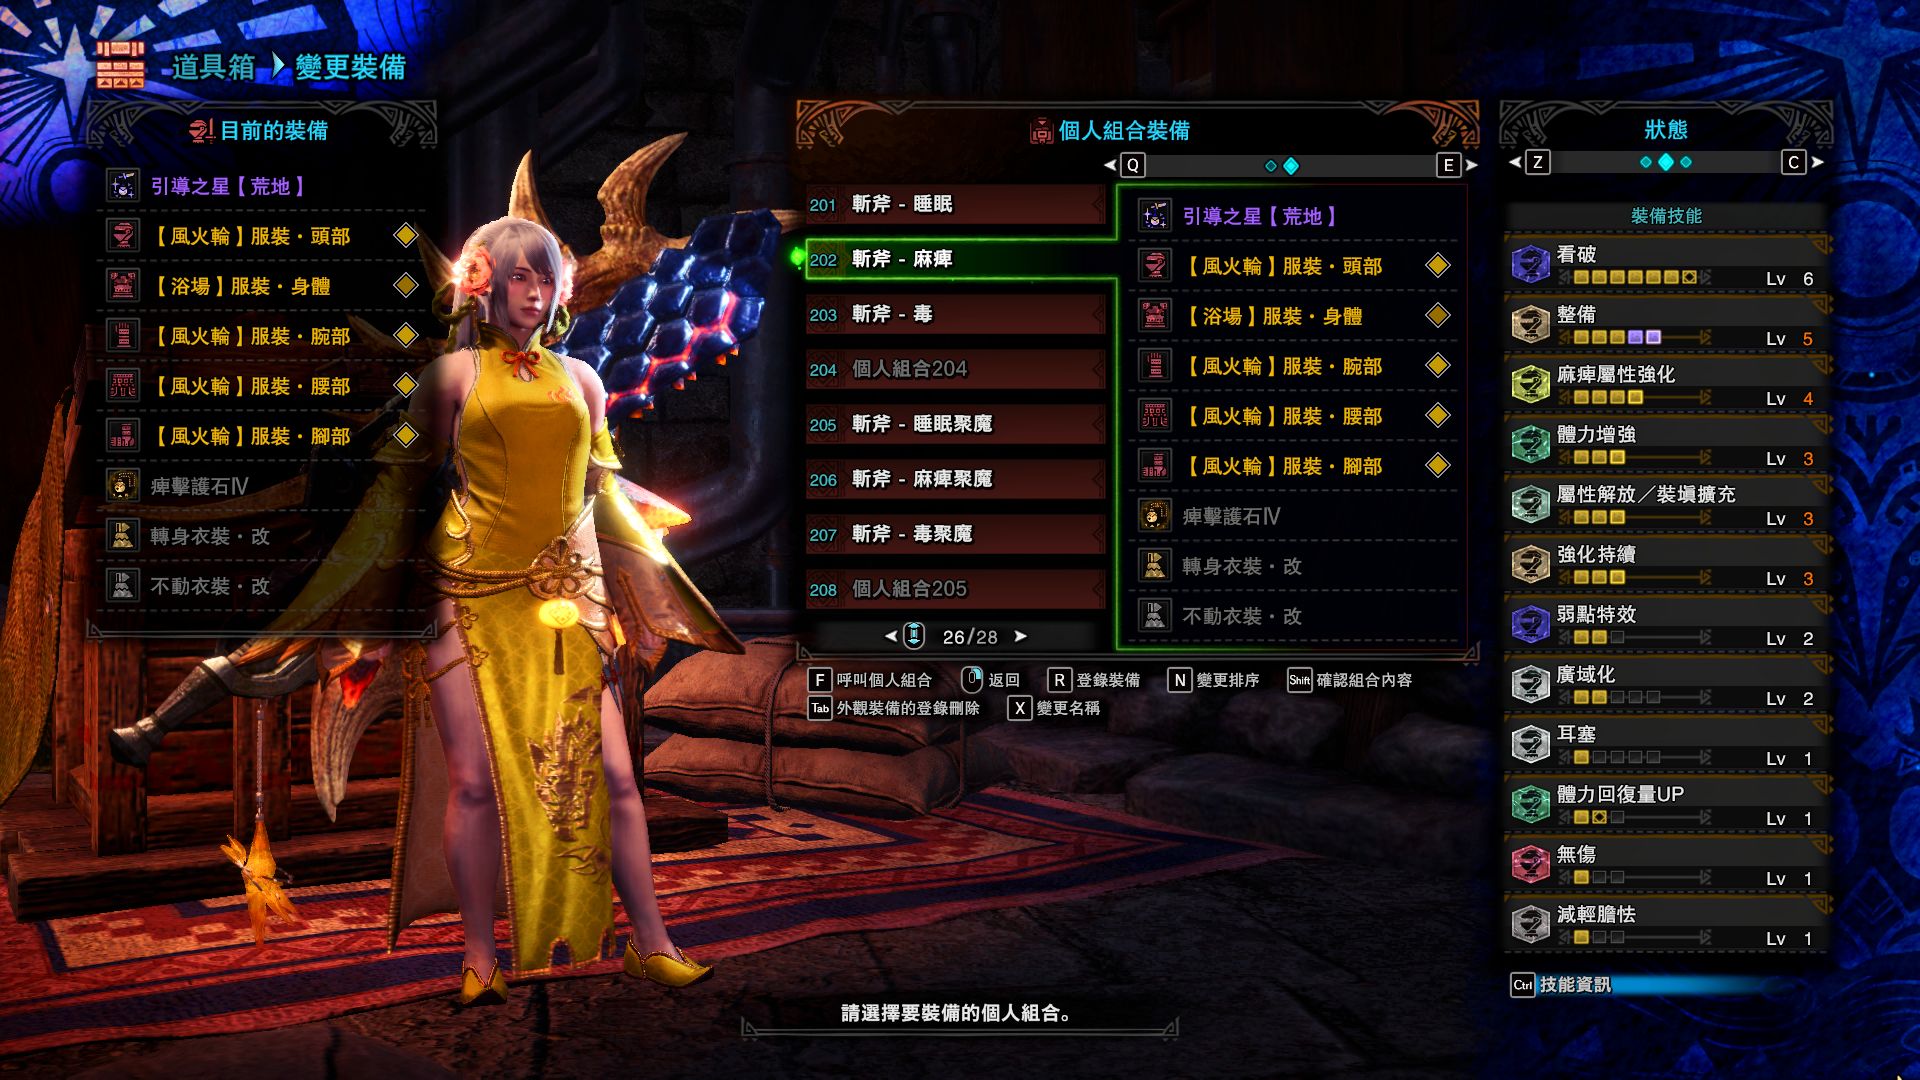 道具箱 變更裝備
目前的裝備
引導之星【荒地】
【風火輪】服裝・頭部
【浴場】服裝・身體
【風火輪】服裝・腕部
【風火輪】服裝・腰部
【風火輪】服裝・腳部
痺擊護石Ⅳ
轉身衣裝・改
不動衣裝・改
個人組合裝備
Q E
201 斬斧 - 睡眠
202 斬斧 - 麻痺
203 斬斧 - 毒
204 個人組合204
205 斬斧 - 睡眠聚魔
206 斬斧 - 麻痺聚魔
207 斬斧 - 毒聚魔
208 個人組合205
26/28
引導之星【荒地】
【風火輪】服裝・頭部
【浴場】服裝・身體
【風火輪】服裝・腕部
【風火輪】服裝・腰部
【風火輪】服裝・腳部
痺擊護石Ⅳ
轉身衣裝・改
不動衣裝・改
F 呼叫個人組合 返回 R 登錄裝備 N 變更排序 Shift 確認組合內容
Tab 外觀裝備的登錄刪除 X 變更名稱
狀態
Z C
裝備技能
看破
Lv 6
整備
Lv 5
麻痺屬性強化
Lv 4
體力增強
Lv 3
屬性解放／裝填擴充
Lv 3
強化持續
Lv 3
弱點特效
Lv 2
廣域化
Lv 2
耳塞
Lv 1
體力回復量UP
Lv 1
無傷
Lv 1
減輕膽怯
Lv 1
Ctrl 技能資訊
請選擇要裝備的個人組合。